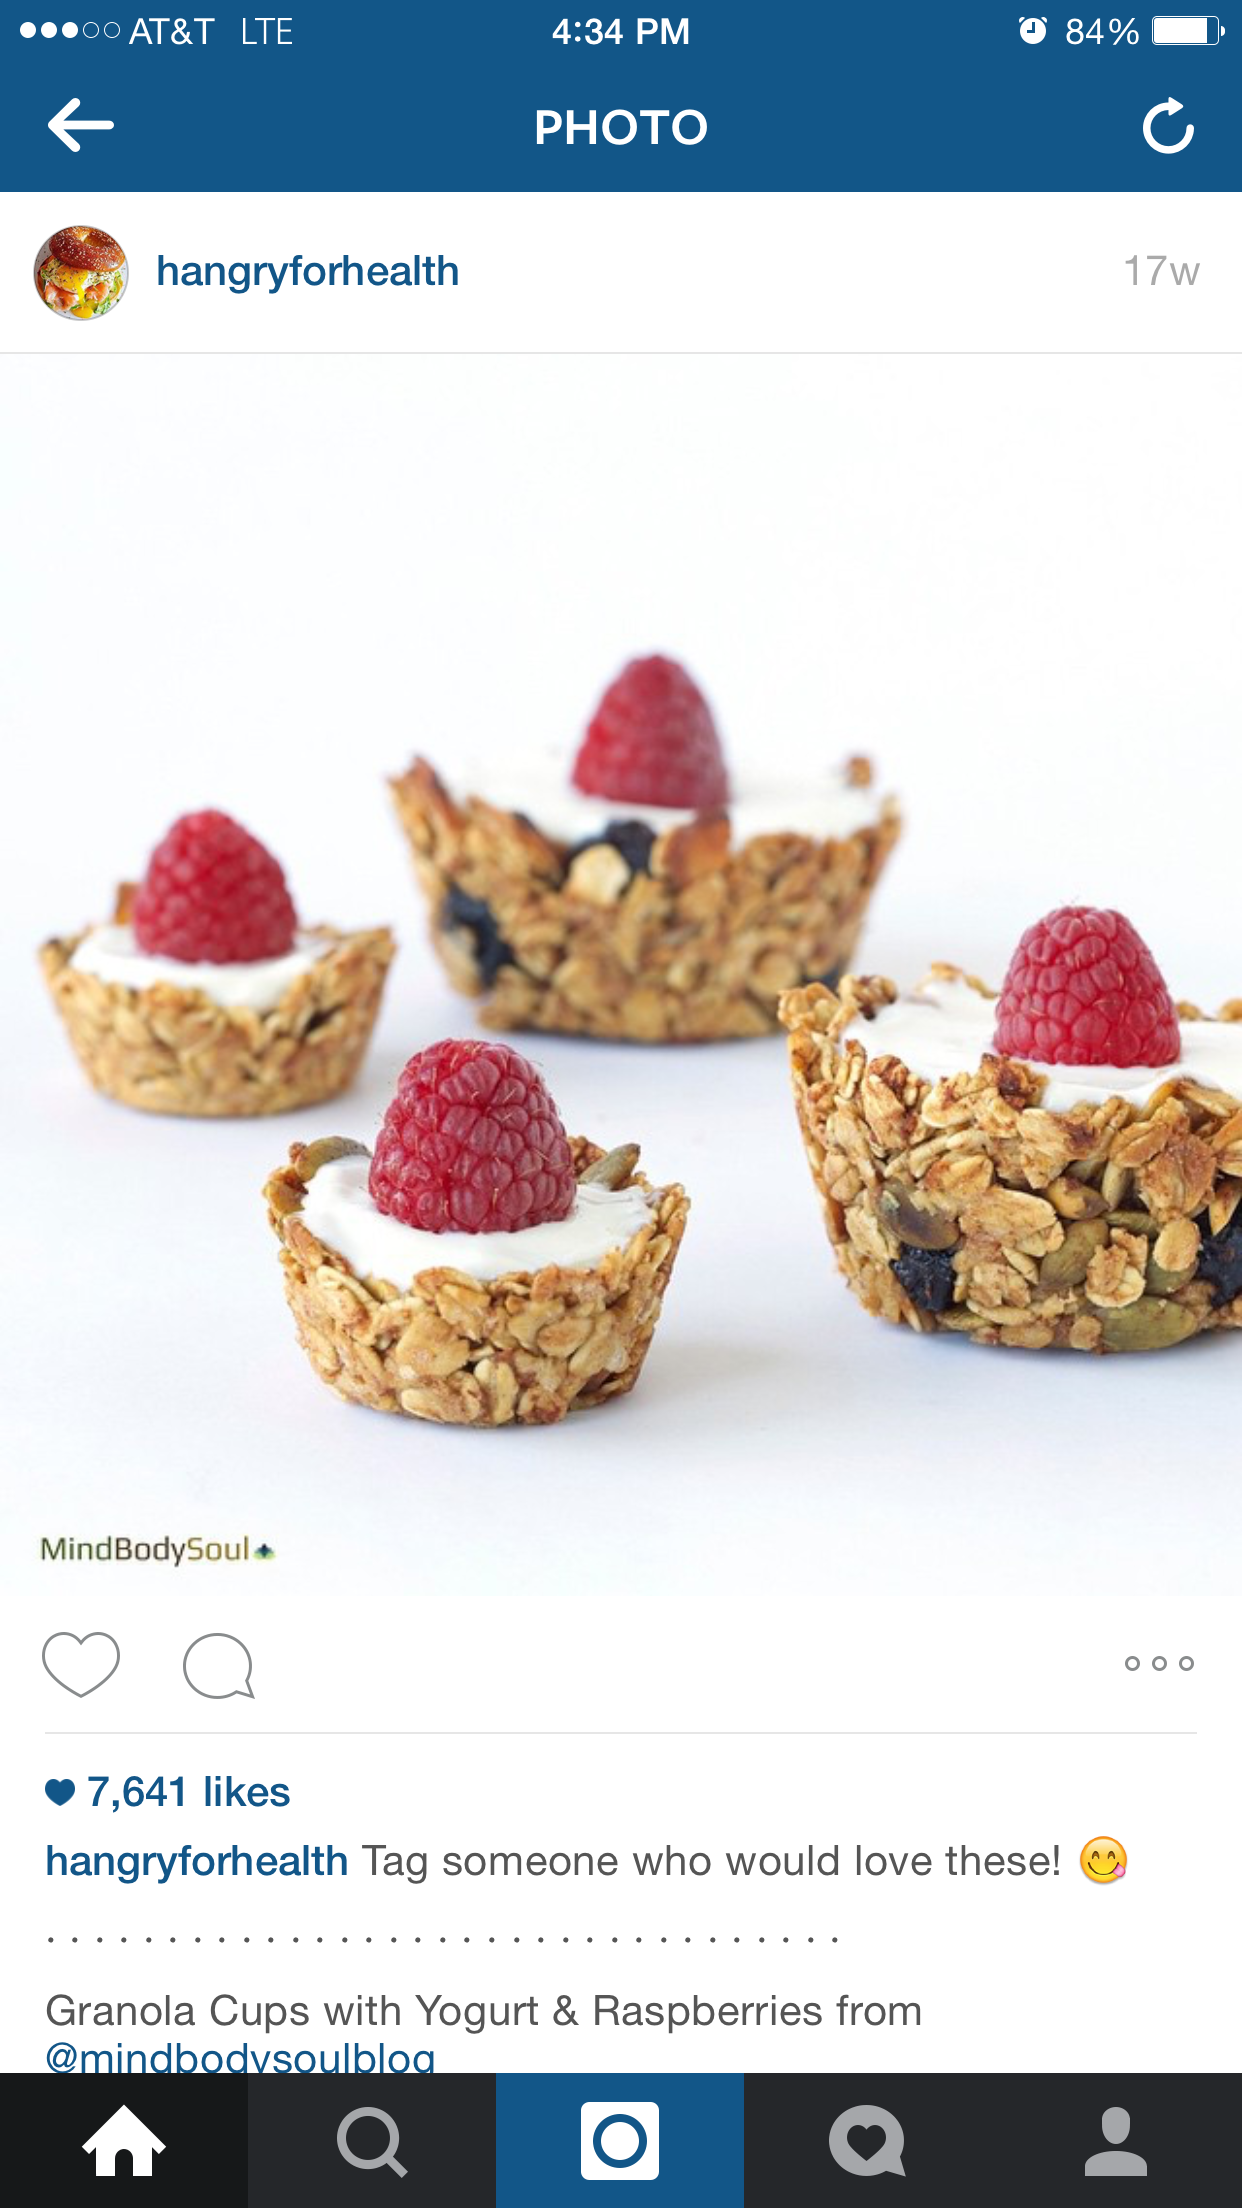 AT&T LTE 4:34 PM 84%
PHOTO
hangryforhealth 17w
MindBodySoul
7,641 likes
hangryforhealth Tag someone who would love these! 😋
. . . . . . . . . . . . . . . . . . . . . . . . . . . . . . . . .
Granola Cups with Yogurt & Raspberries from
@mindbodysoulblog